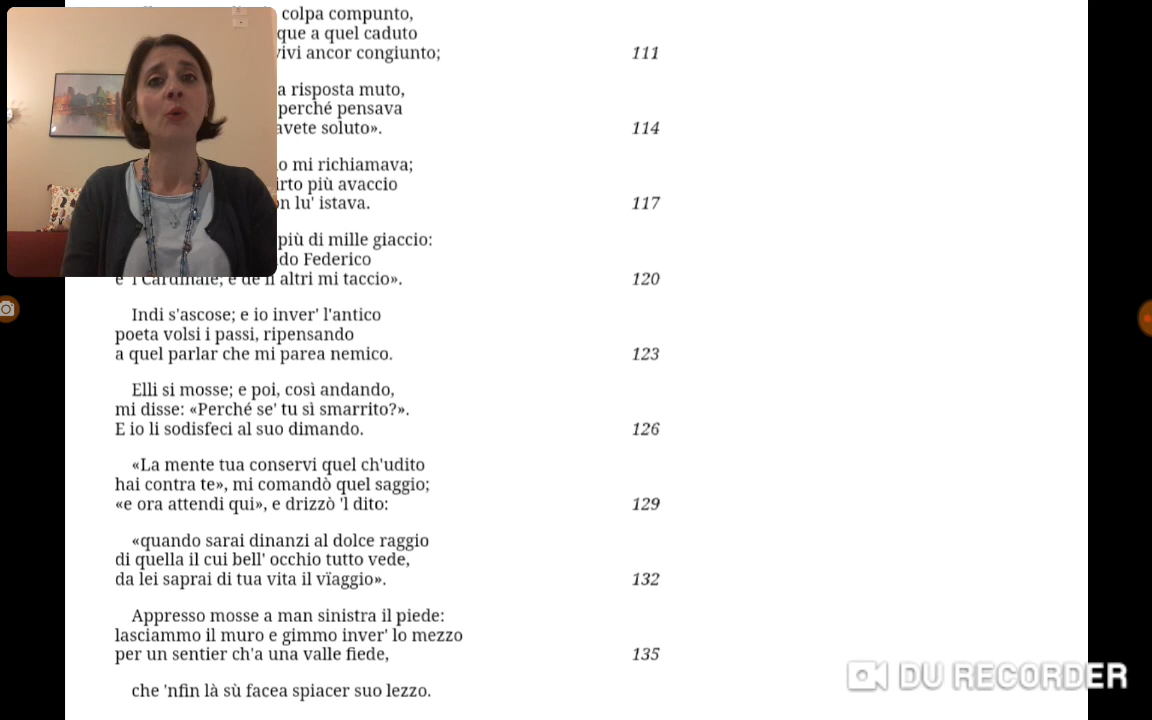 colpa compunto,
que a quel caduto
vivi ancor congiunto;
111
risposta muto,
perché pensava
avete soluto».
114
mi richiamava;
più avaccio
lu' istava.
117
più di mille giaccio:
Federico
e 'l Cardinale; e de li altri mi taccio».
120
Indi s'ascose; e io inver' l'antico
poeta volsi i passi, ripensando
a quel parlar che mi parea nemico.
123
Elli si mosse; e poi, così andando,
mi disse: «Perché se' tu sì smarrito?».
E io li sodisfeci al suo dimando.
126
«La mente tua conservi quel ch'udito
hai contra te», mi comandò quel saggio;
«e ora attendi qui», e drizzò 'l dito:
129
«quando sarai dinanzi al dolce raggio
di quella il cui bell' occhio tutto vede,
da lei saprai di tua vita il vïaggio».
132
Appresso mosse a man sinistra il piede:
lasciammo il muro e gimmo inver' lo mezzo
per un sentier ch'a una valle fiede,
135
che 'nfin là sù facea spiacer suo lezzo.
DU RECORDER